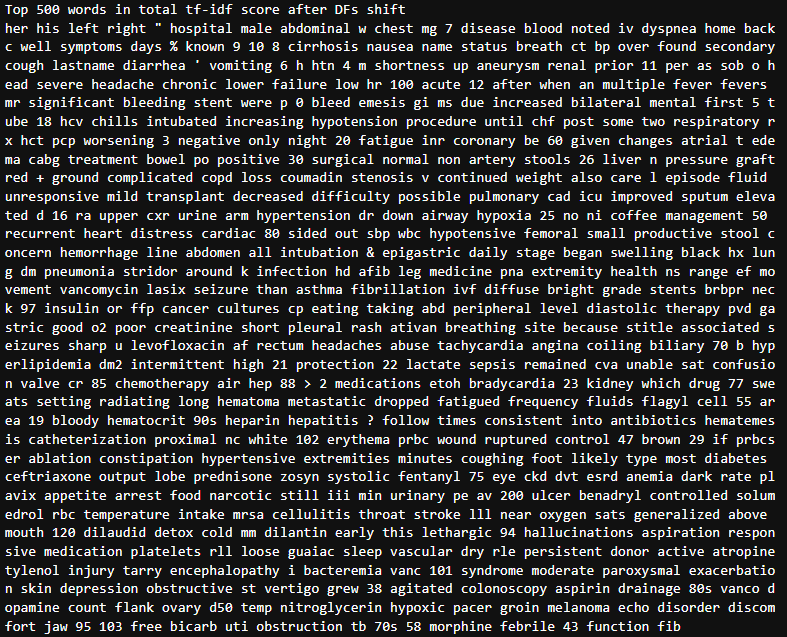 Top 500 words in total tf-idf score after DFs shift
her his left right " hospital male abdominal w chest mg 7 disease blood noted iv dyspnea home back
c well symptoms days % known 9 10 8 cirrhosis nausea name status breath ct bp over found secondary
cough lastname diarrhea ' vomiting 6 h htn 4 m shortness up aneurysm renal prior 11 per as sob o h
ead severe headache chronic lower failure low hr 100 acute 12 after when an multiple fever fevers
mr significant bleeding stent were p 0 bleed emesis gi ms due increased bilateral mental first 5 t
ube 18 hcv chills intubated increasing hypotension procedure until chf post some two respiratory r
x hct pcp worsening 3 negative only night 20 fatigue inr coronary be 60 given changes atrial t ede
ma cabg treatment bowel po positive 30 surgical normal non artery stools 26 liver n pressure graft
red + ground complicated copd loss coumadin stenosis v continued weight also care l episode fluid
unresponsive mild transplant decreased difficulty possible pulmonary cad icu improved sputum eleva
ted d 16 ra upper cxr urine arm hypertension dr down airway hypoxia 25 no ni coffee management 50
recurrent heart distress cardiac 80 sided out sbp wbc hypotensive femoral small productive stool c
oncern hemorrhage line abdomen all intubation & epigastric daily stage began swelling black hx lun
g dm pneumonia stridor around k infection hd afib leg medicine pna extremity health ns range ef mo
vement vancomycin lasix seizure than asthma fibrillation ivf diffuse bright grade stents brbpr nec
k 97 insulin or ffp cancer cultures cp eating taking abd peripheral level diastolic therapy pvd ga
stric good o2 poor creatinine short pleural rash ativan breathing site because stitle associated s
eizures sharp u levofloxacin af rectum headaches abuse tachycardia angina coiling biliary 70 b hyp
erlipidemia dm2 intermittent high 21 protection 22 lactate sepsis remained cva unable sat confusio
n valve cr 85 chemotherapy air hep 88 > 2 medications etoh bradycardia 23 kidney which drug 77 swe
ats setting radiating long hematoma metastatic dropped fatigued frequency fluids flagyl cell 55 ar
ea 19 bloody hematocrit 90s heparin hepatitis ? follow times consistent into antibiotics hematemes
is catheterization proximal nc white 102 erythema prbc wound ruptured control 47 brown 29 if prbcs
er ablation constipation hypertensive extremities minutes coughing foot likely type most diabetes
ceftriaxone output lobe prednisone zosyn systolic fentanyl 75 eye ckd dvt esrd anemia dark rate pl
avix appetite arrest food narcotic still iii min urinary pe av 200 ulcer benadryl controlled solum
edrol rbc temperature intake mrsa cellulitis throat stroke lll near oxygen sats generalized above
mouth 120 dilaudid detox cold mm dilantin early this lethargic 94 hallucinations aspiration respon
sive medication platelets rll loose guaiac sleep vascular dry rle persistent donor active atropine
tylenol injury tarry encephalopathy i bacteremia vanc 101 syndrome moderate paroxysmal exacerbatio
n skin depression obstructive st vertigo grew 38 agitated colonoscopy aspirin drainage 80s vanco d
opamine count flank ovary d50 temp nitroglycerin hypoxic pacer groin melanoma echo disorder discom
fort jaw 95 103 free bicarb uti obstruction tb 70s 58 morphine febrile 43 function fib